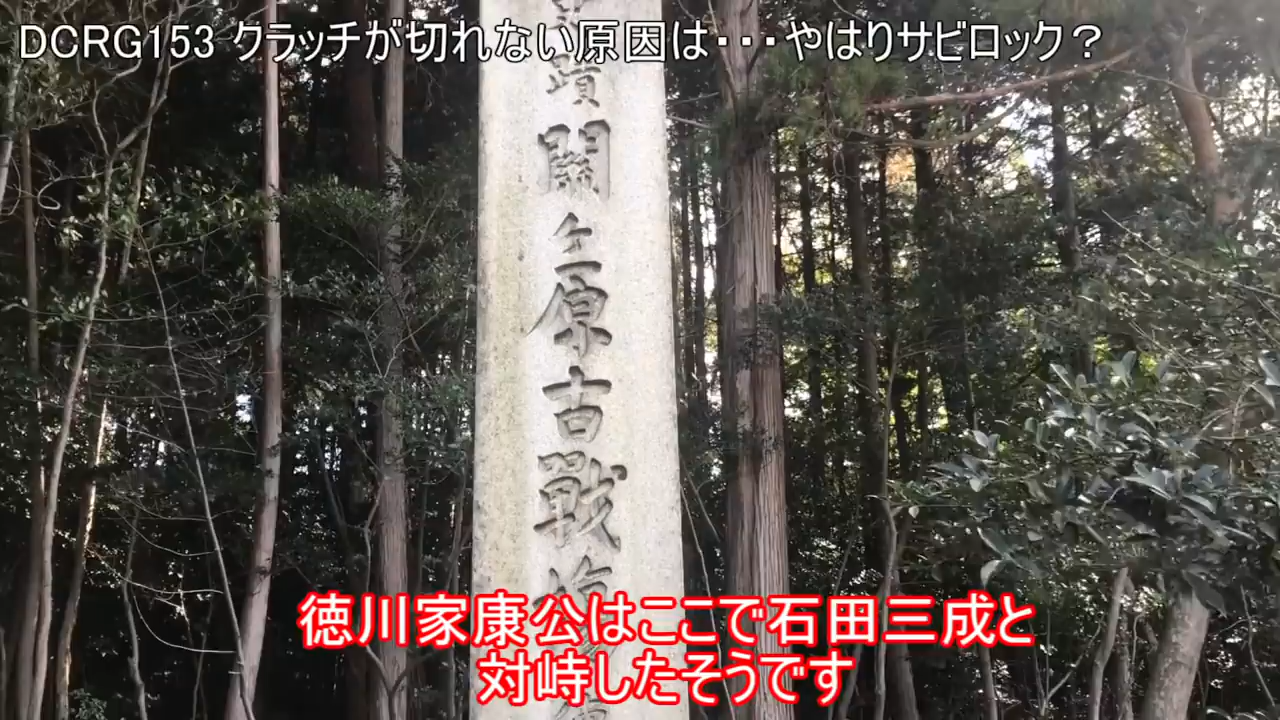 DCRG153 クラッチが切れない原因は・・・やはりサビロック？
蹟關ヶ原古戰塲
徳川家康公はここで石田三成と
対峙したそうです